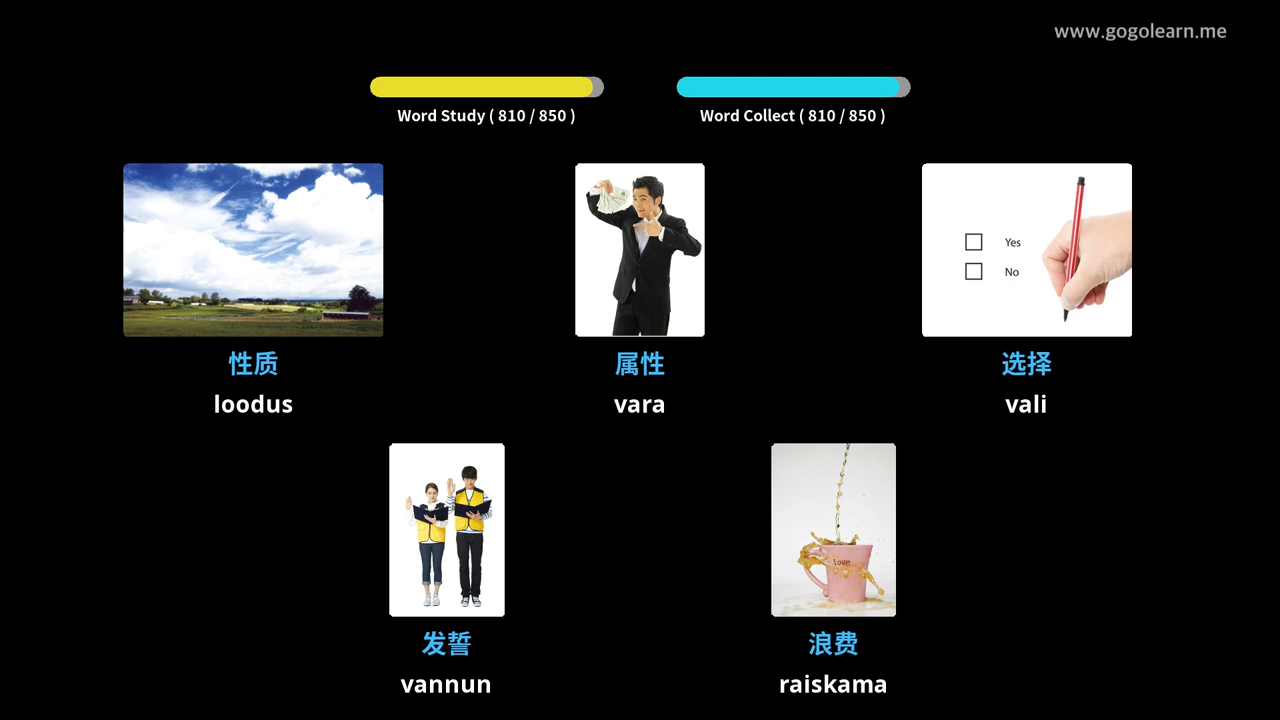 www.gogolearn.me
Word Study ( 810 / 850 )
Word Collect ( 810 / 850 )
Yes
No
性质
属性
选择
loodus
vara
vali
love
发誓
浪费
vannun
raiskama